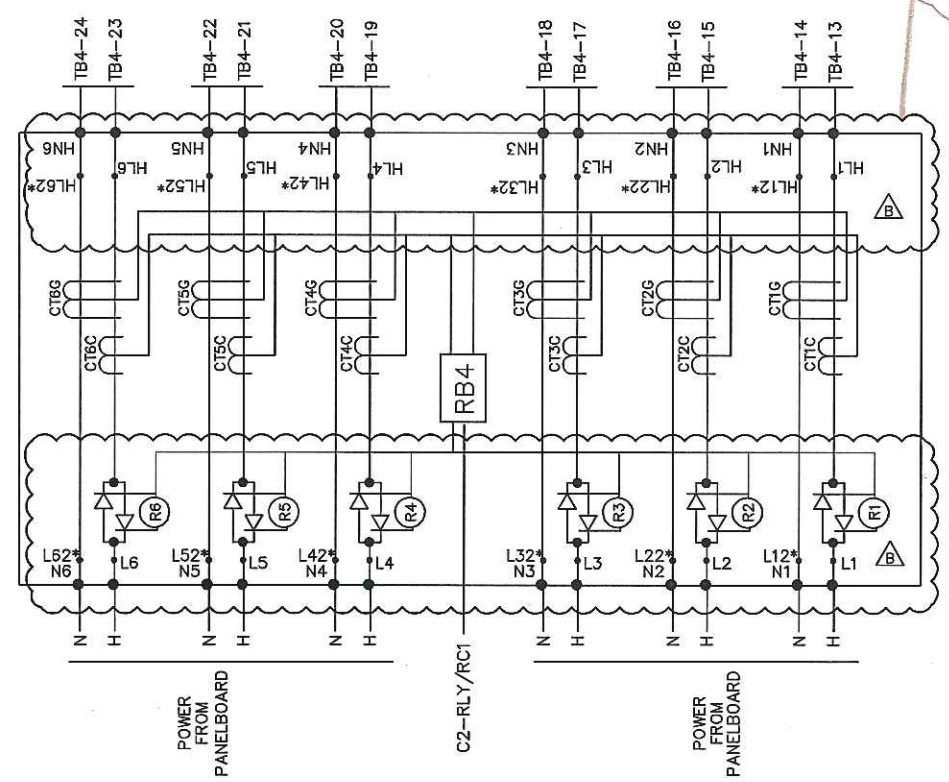 TB4-24
TB4-23
TB4-22
TB4-21
TB4-20
TB4-19
TB4-18
TB4-17
TB4-16
TB4-15
TB4-14
TB4-13
HN6
HL6
HN5
HL5
HN4
HL4
HN3
HL3
HN2
HL2
HN1
HL1
HL62*
HL52*
HL42*
HL32*
HL22*
HL12*
B
CT6G
CT5G
CT4G
CT3G
CT2G
CT1G
CT6C
CT5C
CT4C
CT3C
CT2C
CT1C
RB4
R6
R5
R4
R3
R2
R1
L62*
N6
L6
L52*
N5
L5
L42*
N4
L4
L32*
N3
L3
L22*
N2
L2
L12*
N1
L1
B
N
H
N
H
N
H
N
H
N
H
N
H
POWER
FROM
PANELBOARD
C2-RLY/RC1
POWER
FROM
PANELBOARD